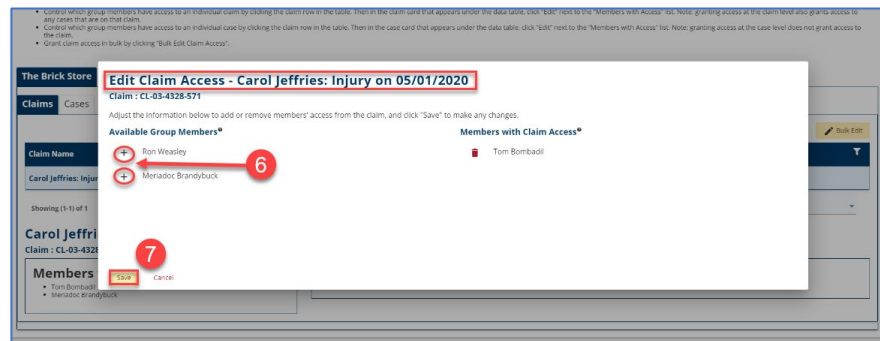 • Control which group members have access to an individual claim by clicking the claim row in the table. Then in the claim card that appears under the data table, click "Edit" next to the "Members with Access" list. Note: granting access at the claim level also grants access to
any cases that are on that claim.
• Control which group members have access to an individual case by clicking the claim row in the table. Then in the case card that appears under the data table, click "Edit" next to the "Members with Access" list. Note: granting access at the case level does not grant access to
the claim.
• Grant claim access in bulk by clicking "Bulk Edit Claim Access".
The Brick Store
Edit Claim Access - Carol Jeffries: Injury on 05/01/2020
Claim : CL-03-4328-571
Claims Cases
Adjust the information below to add or remove members' access from the claim, and click "Save" to make any changes.
Available Group Members
Members with Claim Access
Bulk Edit
Claim Name
+ Ron Weasley
Tom Bombadil
6
+ Meriadoc Brandybuck
Carol Jeffries: Injur
Showing (1-1) of 1
Carol Jeffri
Claim : CL-03-4328
7
Members
Save Cancel
• Tom Bombadil
• Meriadoc Brandybuck